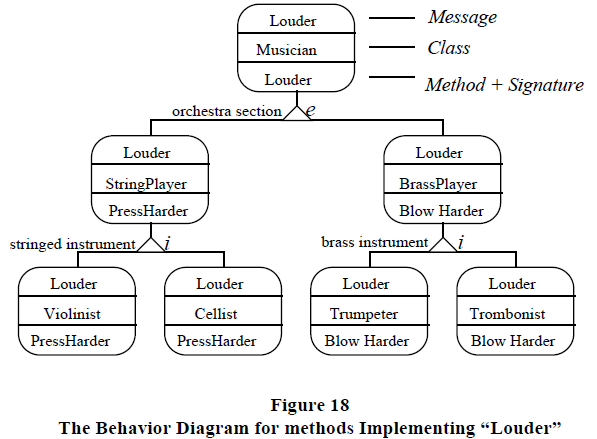 Louder
Message
Musician
Class
Louder
Method + Signature
orchestra section
e
Louder
Louder
StringPlayer
BrassPlayer
PressHarder
Blow Harder
stringed instrument
i
brass instrument
i
Louder
Louder
Louder
Louder
Violinist
Cellist
Trumpeter
Trombonist
PressHarder
PressHarder
Blow Harder
Blow Harder
Figure 18
The Behavior Diagram for methods Implementing “Louder”